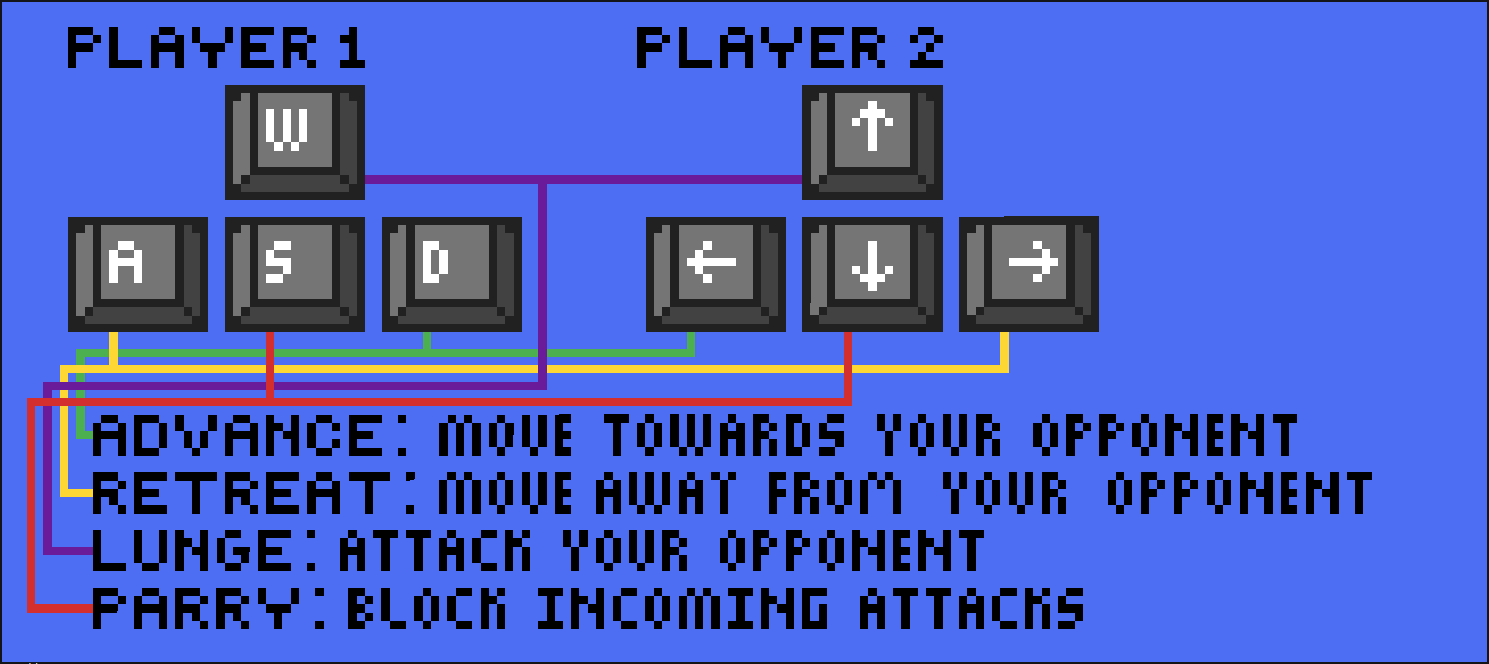 PLAYER 1 PLAYER 2
W ↑
A S D ← ↓ →
ADVANCE: MOVE TOWARDS YOUR OPPONENT
RETREAT: MOVE AWAY FROM YOUR OPPONENT
LUNGE: ATTACK YOUR OPPONENT
PARRY: BLOCK INCOMING ATTACKS